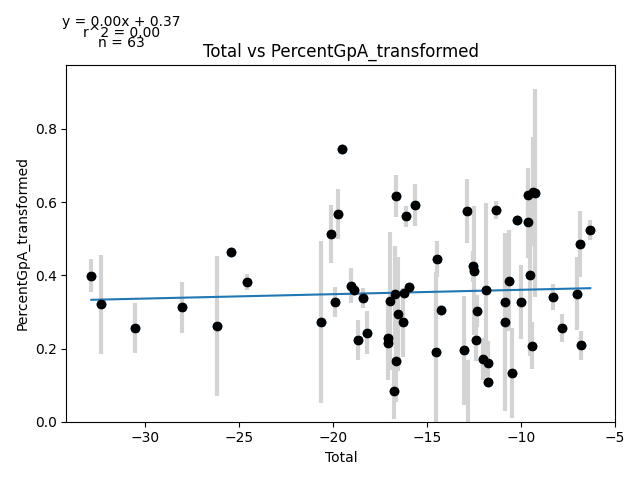 y = 0.00x + 0.37
r^2 = 0.00
n = 63
Total vs PercentGpA_transformed
PercentGpA_transformed
0.8
0.6
0.4
0.2
0.0
−30
−25
−20
−15
−10
−5
Total